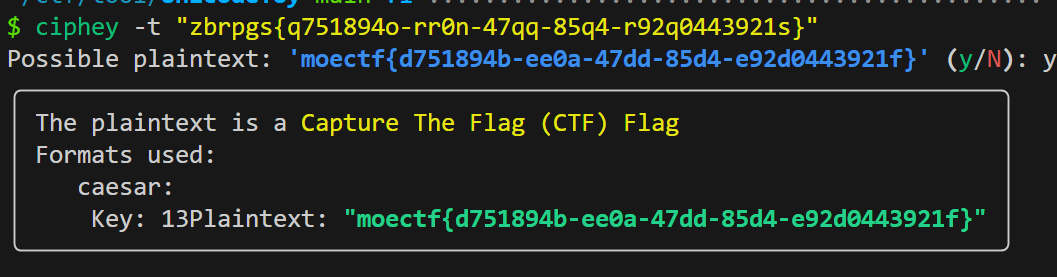 $ ciphey -t "zbrpgs{q751894o-rr0n-47qq-85q4-r92q0443921s}"
Possible plaintext: 'moectf{d751894b-ee0a-47dd-85d4-e92d0443921f}' (y/N): y
The plaintext is a Capture The Flag (CTF) Flag
Formats used:
caesar:
Key: 13Plaintext: "moectf{d751894b-ee0a-47dd-85d4-e92d0443921f}"